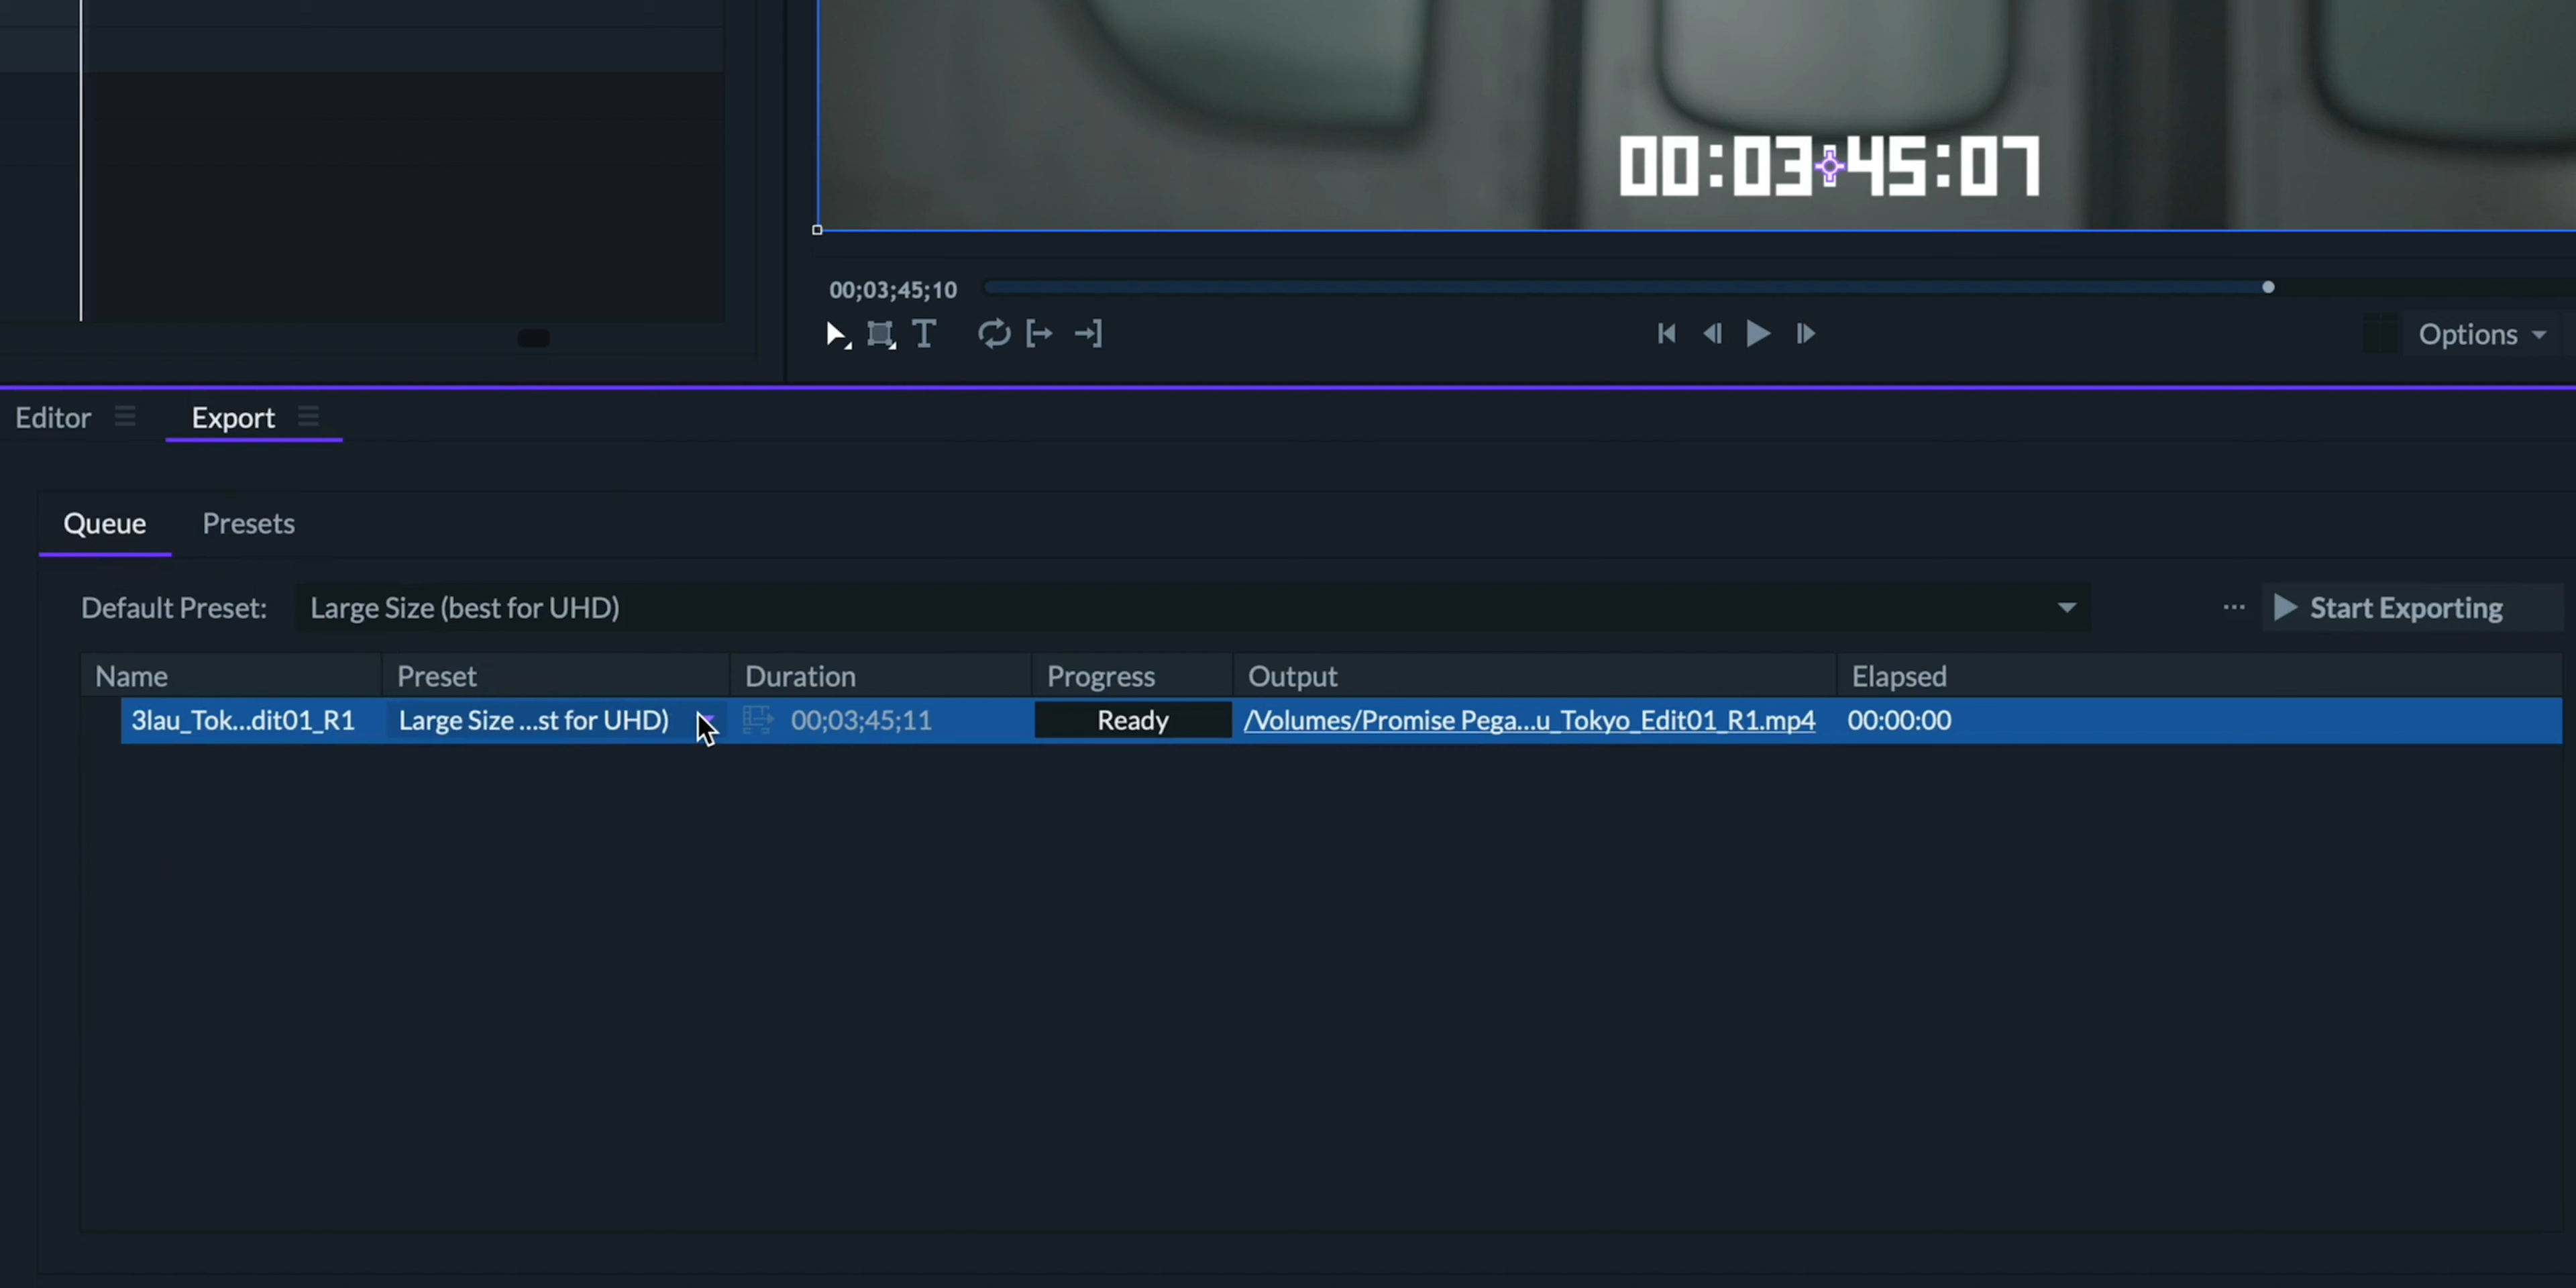 00:03:45:07
00;03;45;10
T
Options
Editor
Export
Queue
Presets
Default Preset:
Large Size (best for UHD)
...
Start Exporting
Name
Preset
Duration
Progress
Output
Elapsed
3lau_Tok...dit01_R1
Large Size ...st for UHD)
00;03;45;11
Ready
/Volumes/Promise Pega...u_Tokyo_Edit01_R1.mp4
00:00:00